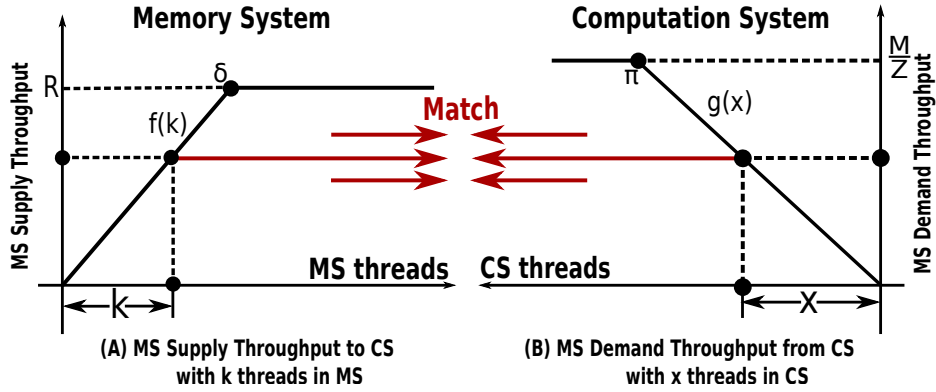 Memory System
Computation System
MS Supply Throughput
R
δ
f(k)
k
MS threads
Match
π
g(x)
M
Z
MS Demand Throughput
CS threads
x
(A) MS Supply Throughput to CS
with k threads in MS
(B) MS Demand Throughput from CS
with x threads in CS